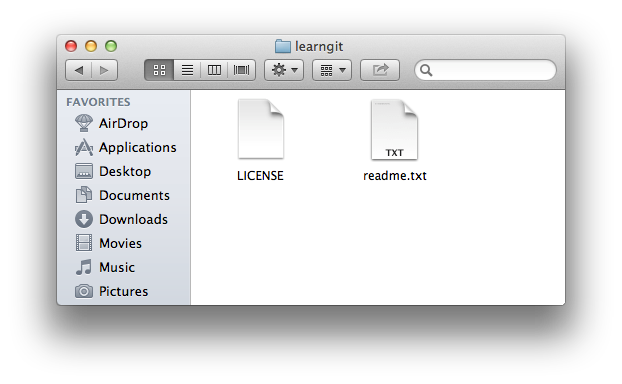 learngit
FAVORITES
AirDrop
Applications
Desktop
Documents
Downloads
Movies
Music
Pictures
TXT
LICENSE
readme.txt